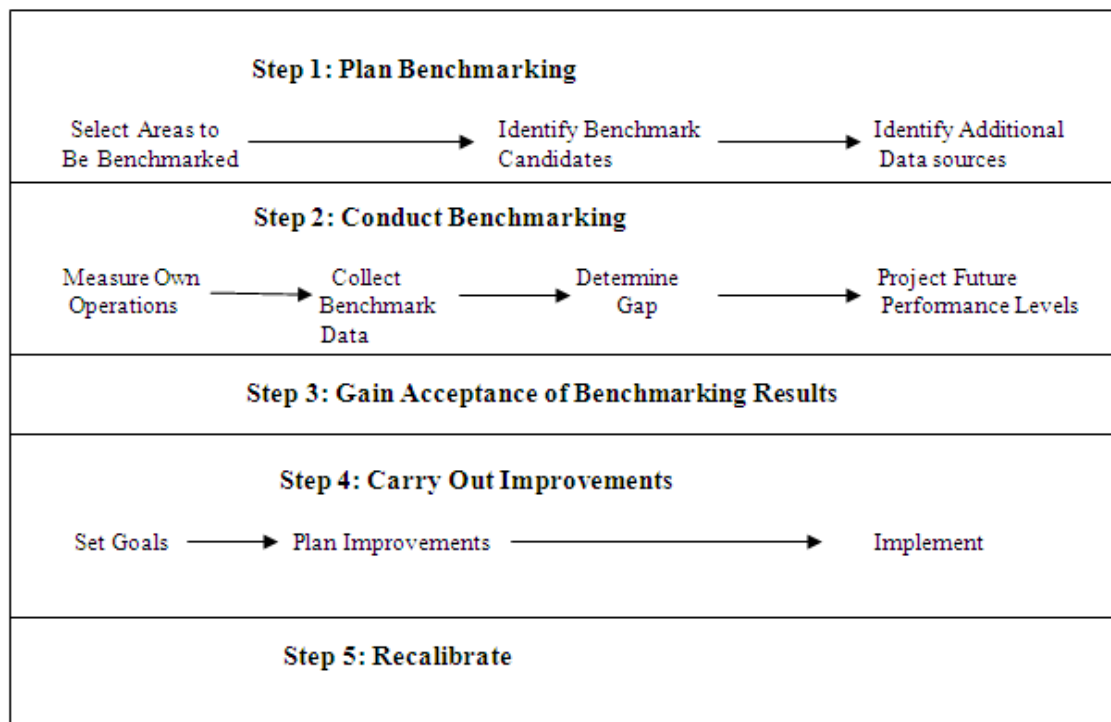 Step 1: Plan Benchmarking
Select Areas to
Be Benchmarked
Identify Benchmark
Candidates
Identify Additional
Data sources
Step 2: Conduct Benchmarking
Measure Own
Operations
Collect
Benchmark
Data
Determine
Gap
Project Future
Performance Levels
Step 3: Gain Acceptance of Benchmarking Results
Step 4: Carry Out Improvements
Set Goals
Plan Improvements
Implement
Step 5: Recalibrate